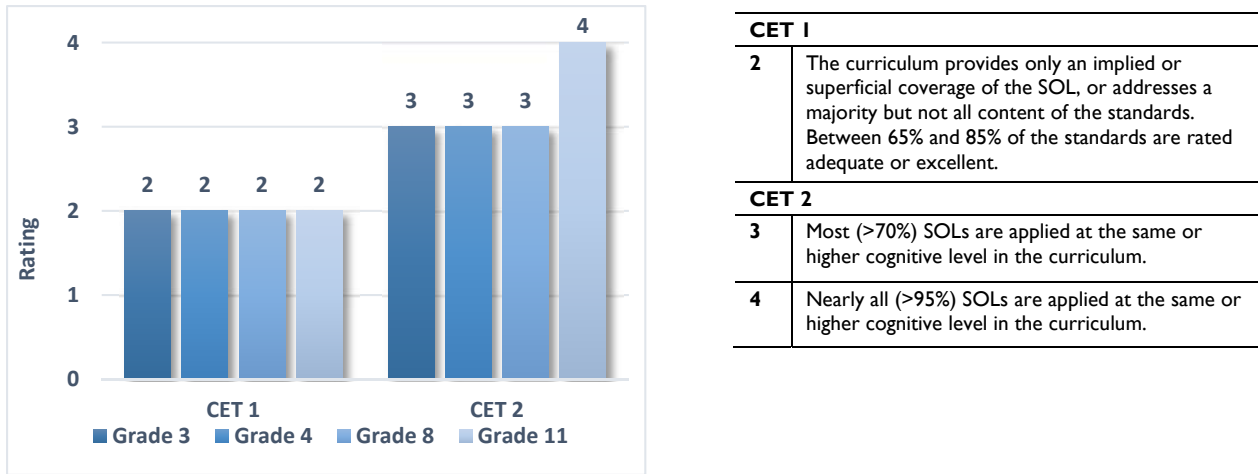 4
4
3 3 3
3
2 2 2 2
2
Rating
1
0
CET 1 CET 2
Grade 3 Grade 4 Grade 8 Grade 11
CET 1
2 The curriculum provides only an implied or
superficial coverage of the SOL, or addresses a
majority but not all content of the standards.
Between 65% and 85% of the standards are rated
adequate or excellent.
CET 2
3 Most (>70%) SOLs are applied at the same or
higher cognitive level in the curriculum.
4 Nearly all (>95%) SOLs are applied at the same or
higher cognitive level in the curriculum.